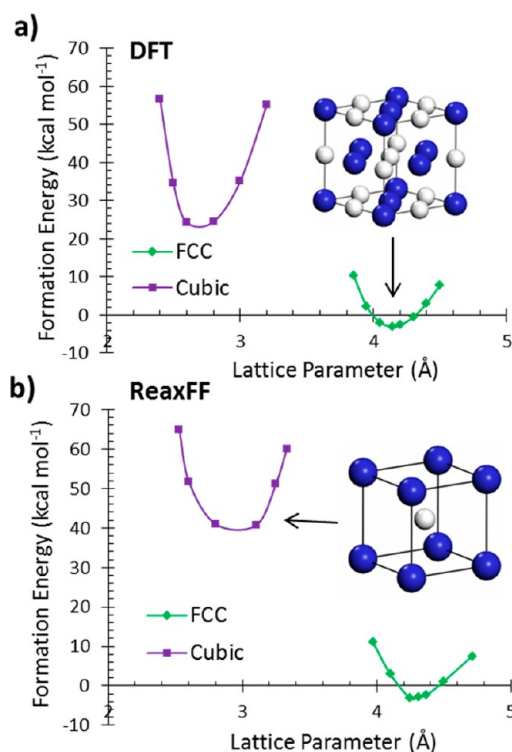 a)
DFT
Formation Energy (kcal mol⁻¹)
70
60
50
40
30
20
10
0
-10
FCC
Cubic
2
3
4
5
Lattice Parameter (Å)
b)
ReaxFF
Formation Energy (kcal mol⁻¹)
70
60
50
40
30
20
10
0
-10
FCC
Cubic
2
3
4
5
Lattice Parameter (Å)